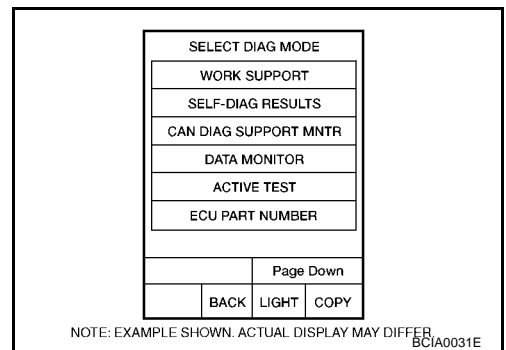 SELECT DIAG MODE
WORK SUPPORT
SELF-DIAG RESULTS
CAN DIAG SUPPORT MNTR
DATA MONITOR
ACTIVE TEST
ECU PART NUMBER
Page Down
BACK LIGHT COPY
NOTE: EXAMPLE SHOWN. ACTUAL DISPLAY MAY DIFFER.
BCIA0031E